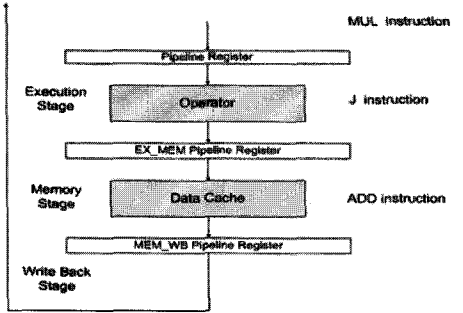 MUL instruction
Pipeline Register
Execution
Stage
Operator
J instruction
EX_MEM Pipeline Register
Memory
Stage
Data Cache
ADD instruction
MEM_WB Pipeline Register
Write Back
Stage